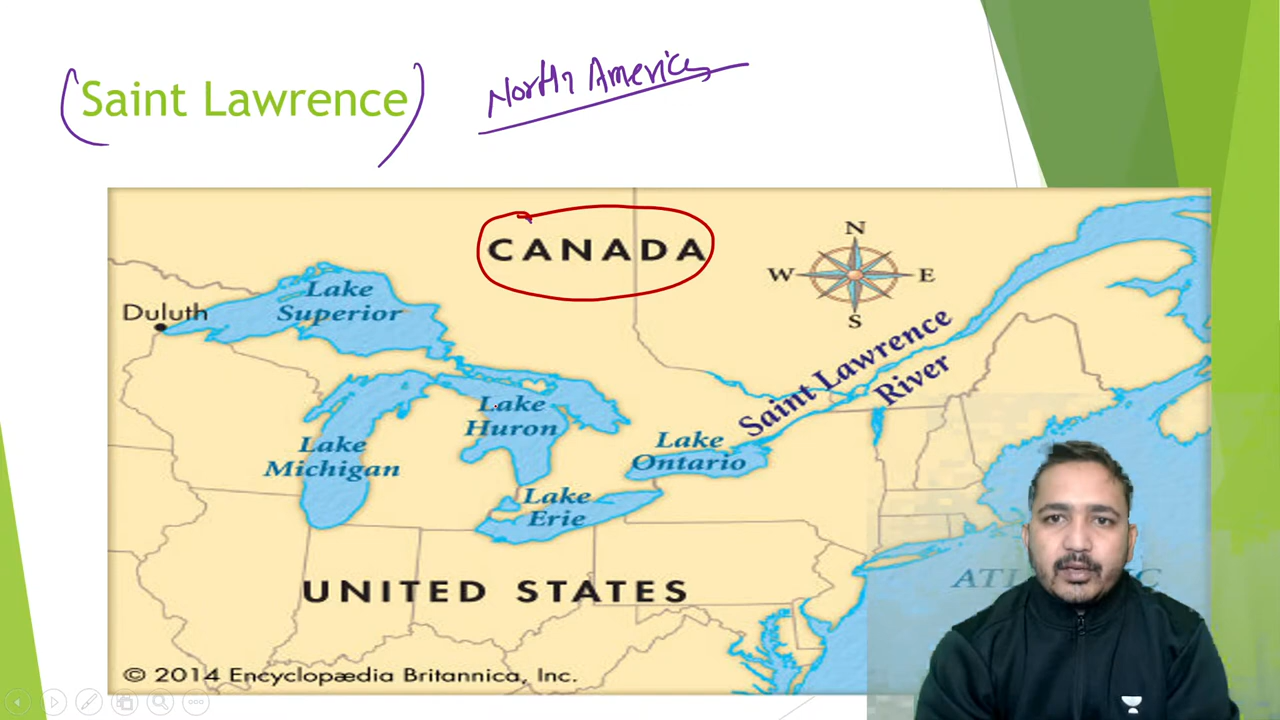 Saint Lawrence
North America
CANADA
N
W
E
S
Duluth
Lake
Superior
Saint Lawrence
River
Lake
Huron
Lake
Michigan
Lake
Ontario
Lake
Erie
UNITED STATES
© 2014 Encyclopædia Britannica, Inc.